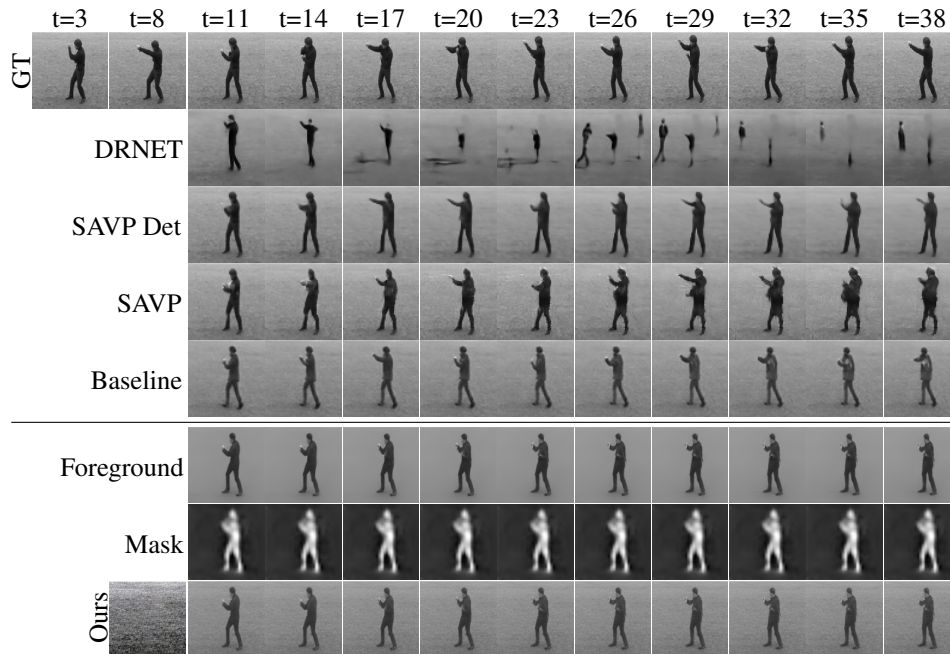 t=3 t=8 t=11 t=14 t=17 t=20 t=23 t=26 t=29 t=32 t=35 t=38
GT
DRNET
SAVP Det
SAVP
Baseline
Foreground
Mask
Ours